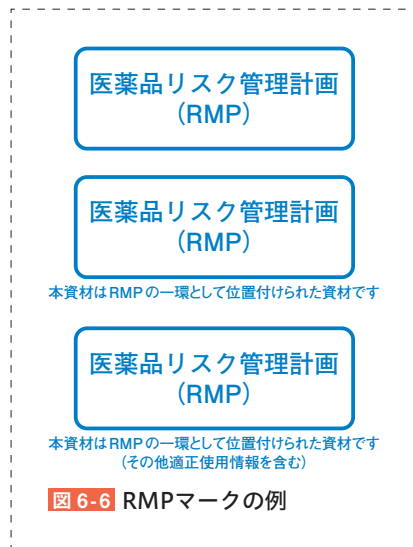 医薬品リスク管理計画
(RMP)
医薬品リスク管理計画
(RMP)
本資材はRMPの一環として位置付けられた資材です
医薬品リスク管理計画
(RMP)
本資材はRMPの一環として位置付けられた資材です
(その他適正使用情報を含む)
図 6-6 RMPマークの例